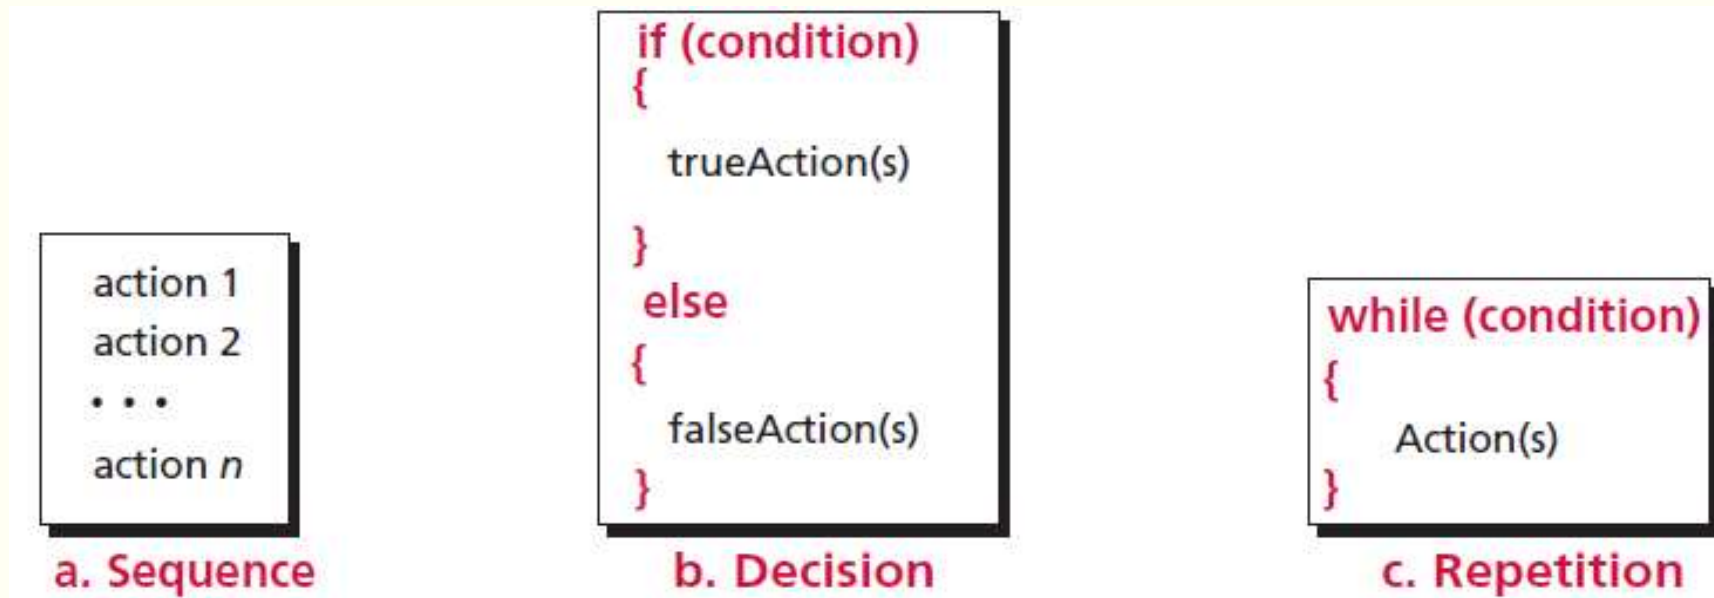 action 1
action 2
. . .
action n
a. Sequence
if (condition)
{
trueAction(s)
}
else
{
falseAction(s)
}
b. Decision
while (condition)
{
Action(s)
}
c. Repetition